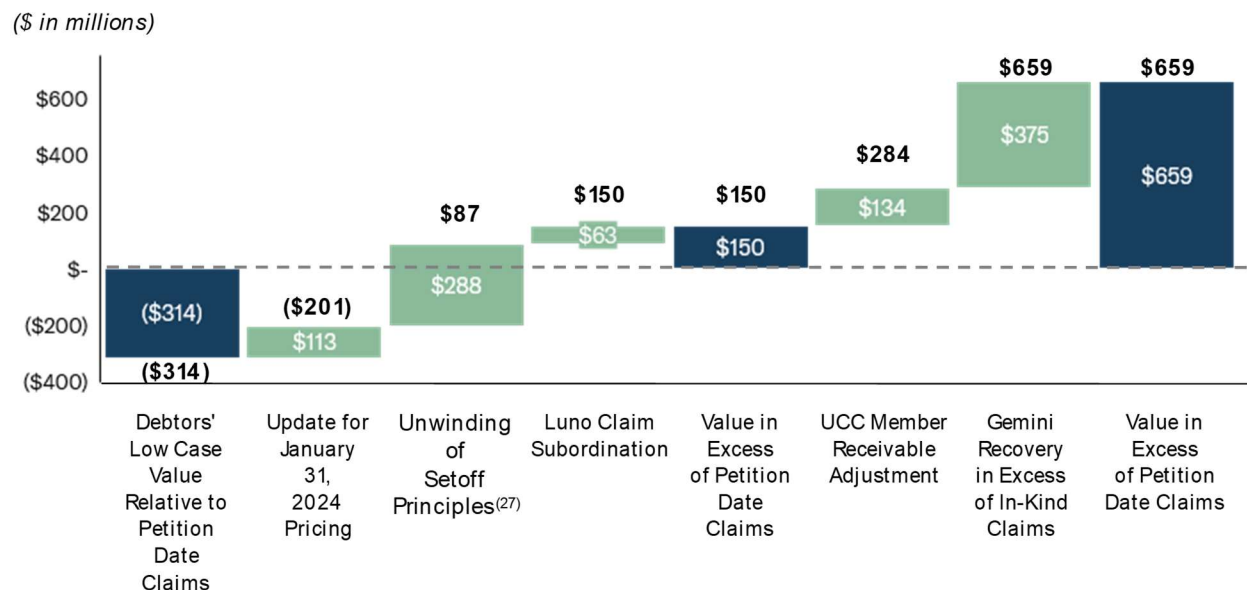 ($ in millions)
$600
$400
$200
$-
($200)
($400)
($314)
($314)
($201)
$113
$87
$288
$150
$63
$150
$150
$284
$134
$659
$375
$659
$659
Debtors'
Low Case
Value
Relative to
Petition
Date
Claims
Update for
January
31,
2024
Pricing
Unwinding
of
Setoff
Principles(27)
Luno Claim
Subordination
Value in
Excess
of Petition
Date
Claims
UCC Member
Receivable
Adjustment
Gemini
Recovery
in Excess
of In-Kind
Claims
Value in
Excess
of Petition
Date Claims